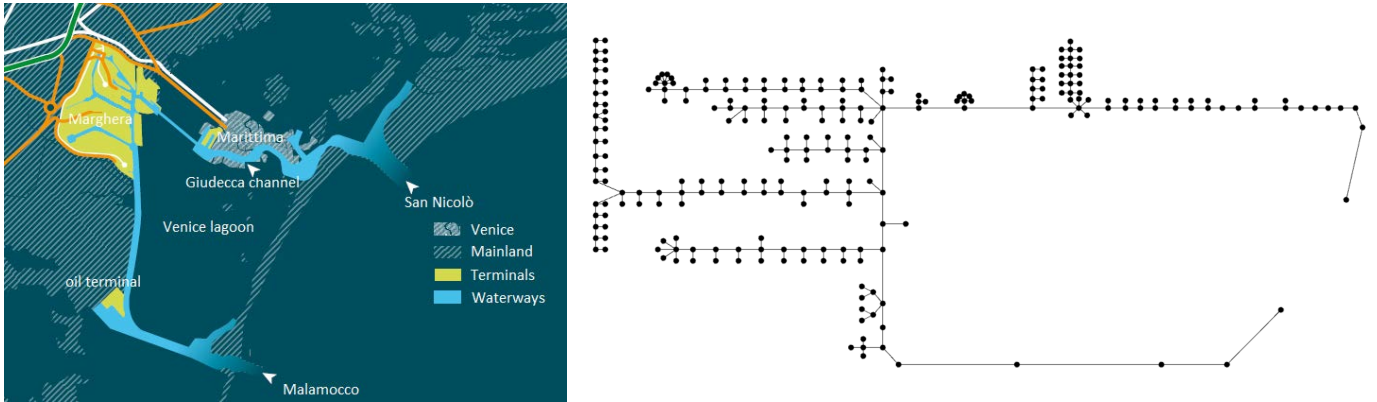 Marghera
Marittima
Giudecca channel
San Nicolò
Venice lagoon
Venice
Mainland
oil terminal
Terminals
Waterways
Malamocco